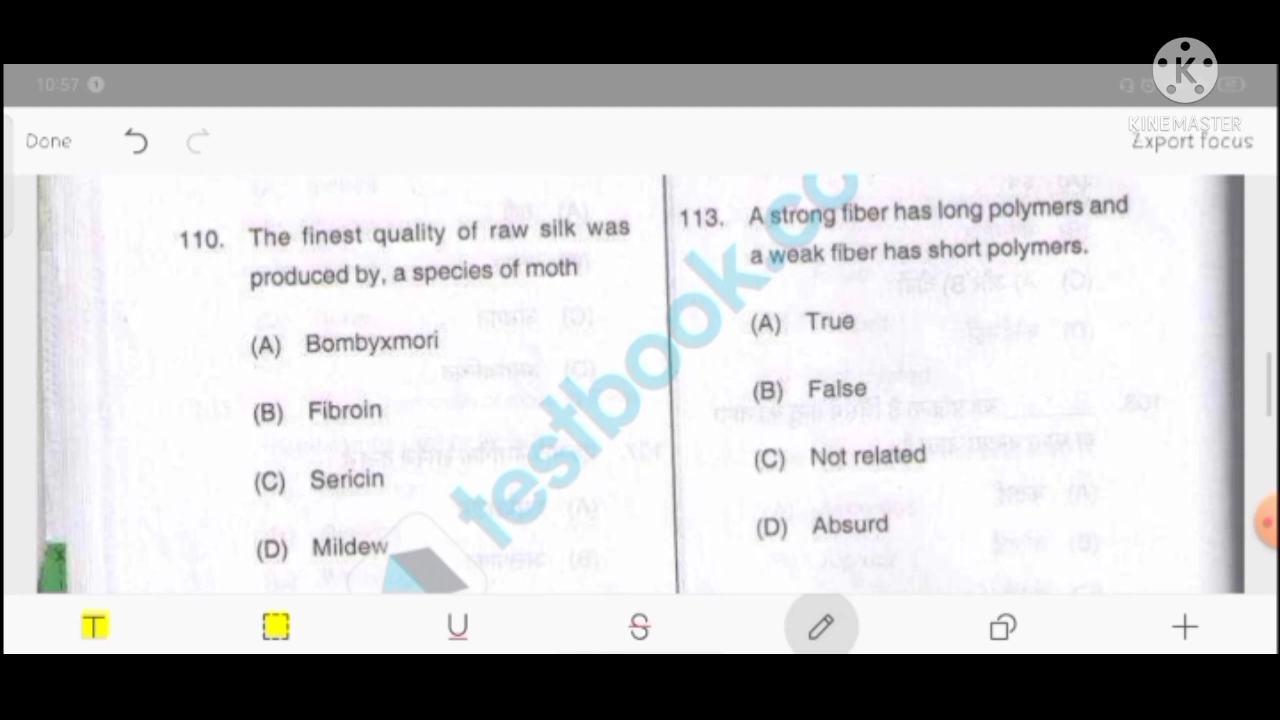 10:57
KINEMASTER
Done
Export focus
110. The finest quality of raw silk was
produced by, a species of moth
(A) Bombyxmori
(B) Fibroin
(C) Sericin
(D) Mildew
113. A strong fiber has long polymers and
a weak fiber has short polymers.
(A) True
(B) False
(C) Not related
(D) Absurd
testbook.co
T
U
S